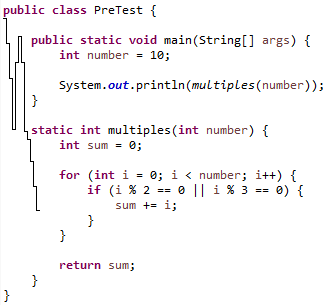 public class PreTest {
public static void main(String[] args) {
int number = 10;
System.out.println(multiples(number));
}
static int multiples(int number) {
int sum = 0;
for (int i = 0; i < number; i++) {
if (i % 2 == 0 || i % 3 == 0) {
sum += i;
}
}
return sum;
}
}